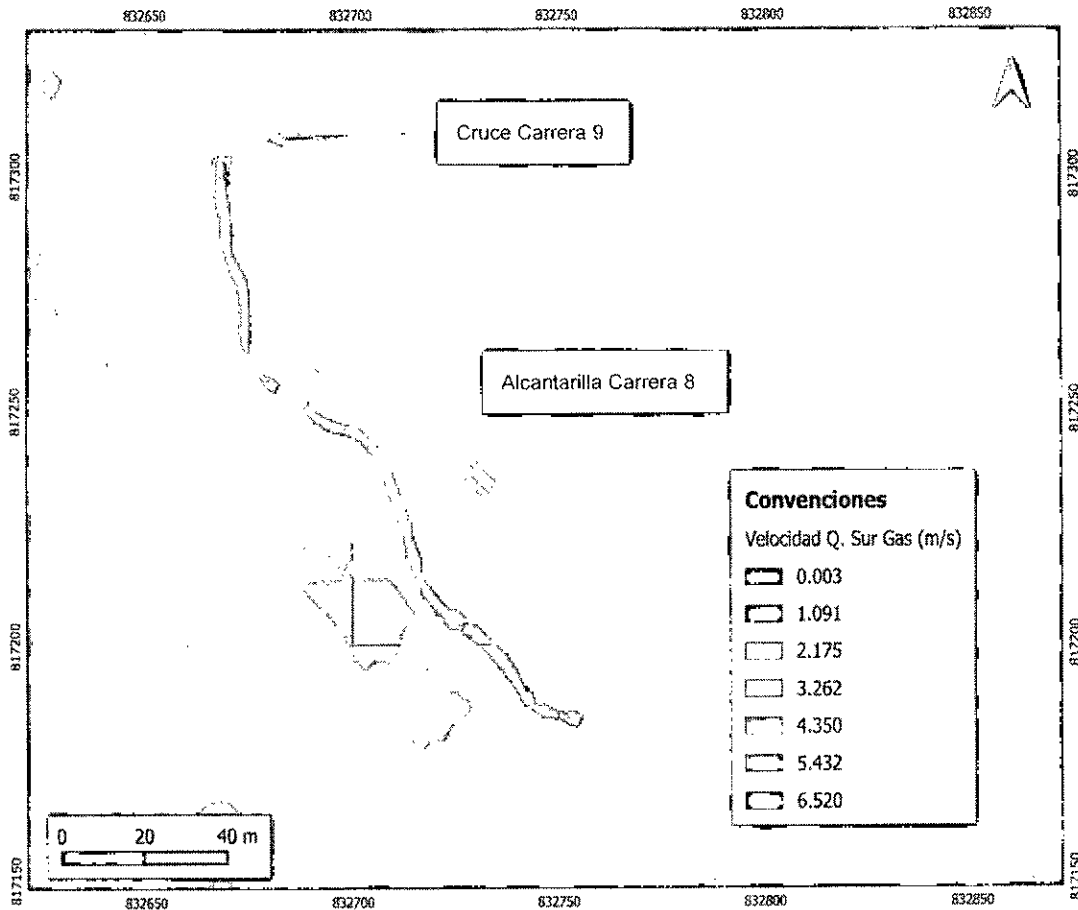 832650 832700 832750 832800 832850
Cruce Carrera 9
817300 817300
Alcantarilla Carrera 8
817250 817250
Convenciones
Velocidad Q. Sur Gas (m/s)
0.003
1.091
2.175
3.262
4.350
5.432
6.520
817200 817200
0 20 40 m
817150 817150
832650 832700 832750 832800 832850